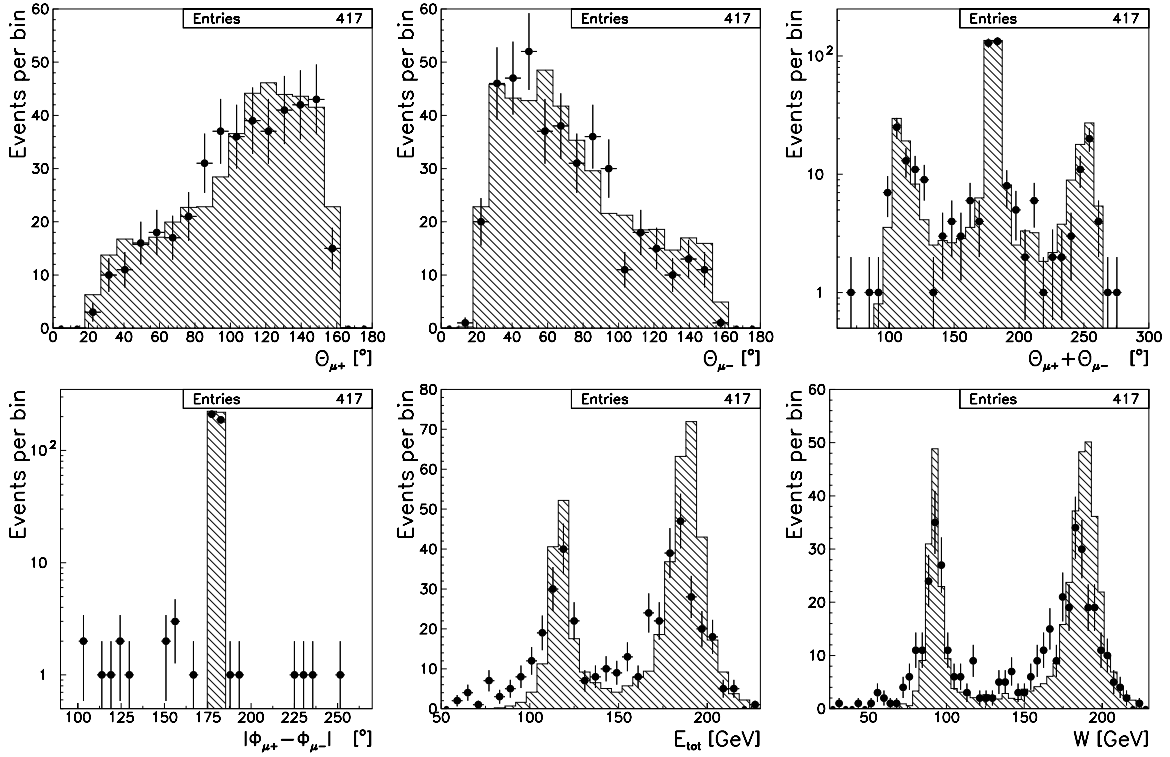 Entries 417
Events per bin
60
50
40
30
20
10
0
0 20 40 60 80 100 120 140 160 180
Θμ+ [°]
Entries 417
Events per bin
60
50
40
30
20
10
0
0 20 40 60 80 100 120 140 160 180
Θμ− [°]
Entries 417
Events per bin
10²
10
1
100 150 200 250 300
Θμ+ + Θμ− [°]
Entries 417
Events per bin
10²
10
1
100 125 150 175 200 225 250
|Φμ+ − Φμ−| [°]
Entries 417
Events per bin
80
70
60
50
40
30
20
10
0
50 100 150 200
Etot [GeV]
Entries 417
Events per bin
60
50
40
30
20
10
0
50 100 150 200
W [GeV]